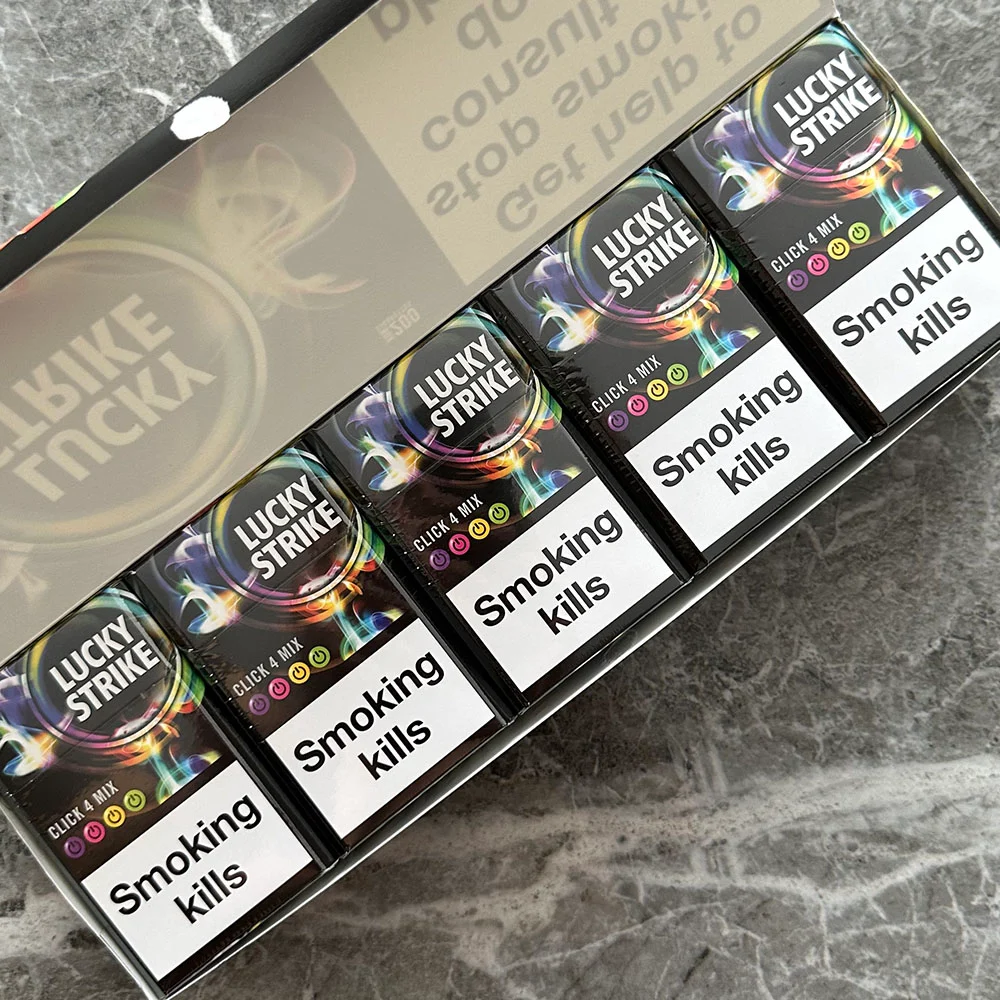 Get help to
stop smoking
consult
do
LUCKY
STRIKE
LUCKY
STRIKE
CLICK 4 MIX
Smoking
kills
LUCKY
STRIKE
CLICK 4 MIX
Smoking
kills
LUCKY
STRIKE
CLICK 4 MIX
Smoking
kills
LUCKY
STRIKE
CLICK 4 MIX
Smoking
kills
LUCKY
STRIKE
CLICK 4 MIX
Smoking
kills